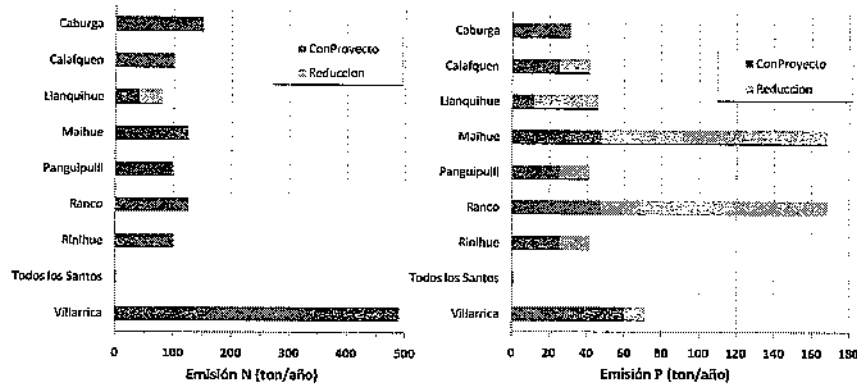 Caburga
Calafquen
Llanquihue
Maihue
Panguipulli
Ranco
Rinihue
Todos los Santos
Villarrica
ConProyecto
Reduccion
0 100 200 300 400 500
Emisión N (ton/año)
Caburga
Calafquen
Llanquihue
Maihue
Panguipulli
Ranco
Rinihue
Todos los Santos
Villarrica
ConProyecto
Reduccion
0 20 40 60 80 100 120 140 160 180
Emisión P (ton/año)